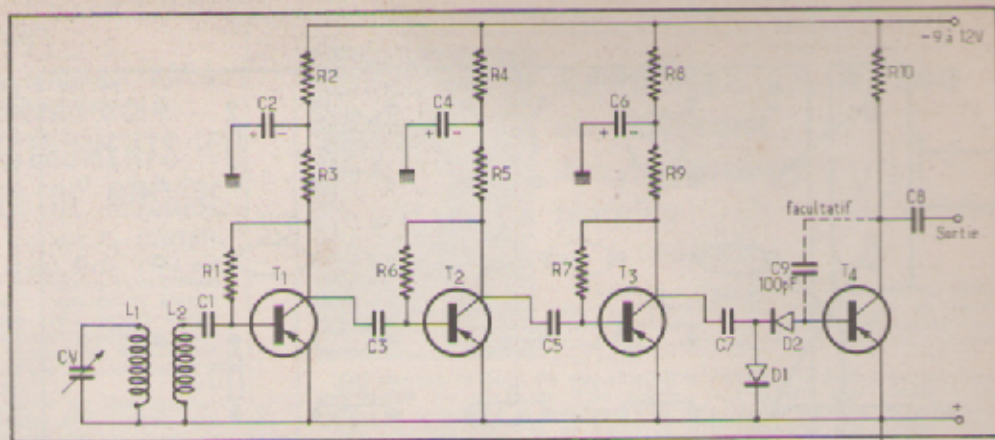 -9 à 12V
R2
R4
R8
R10
C2
C4
C6
+ -
+ -
+ -
R3
R5
R9
facultatif
C8
Sortie
R1
R6
R7
C9
100pF
T1
T2
T3
T4
L1
L2
C1
C3
C5
C7
D2
CV
D1
+